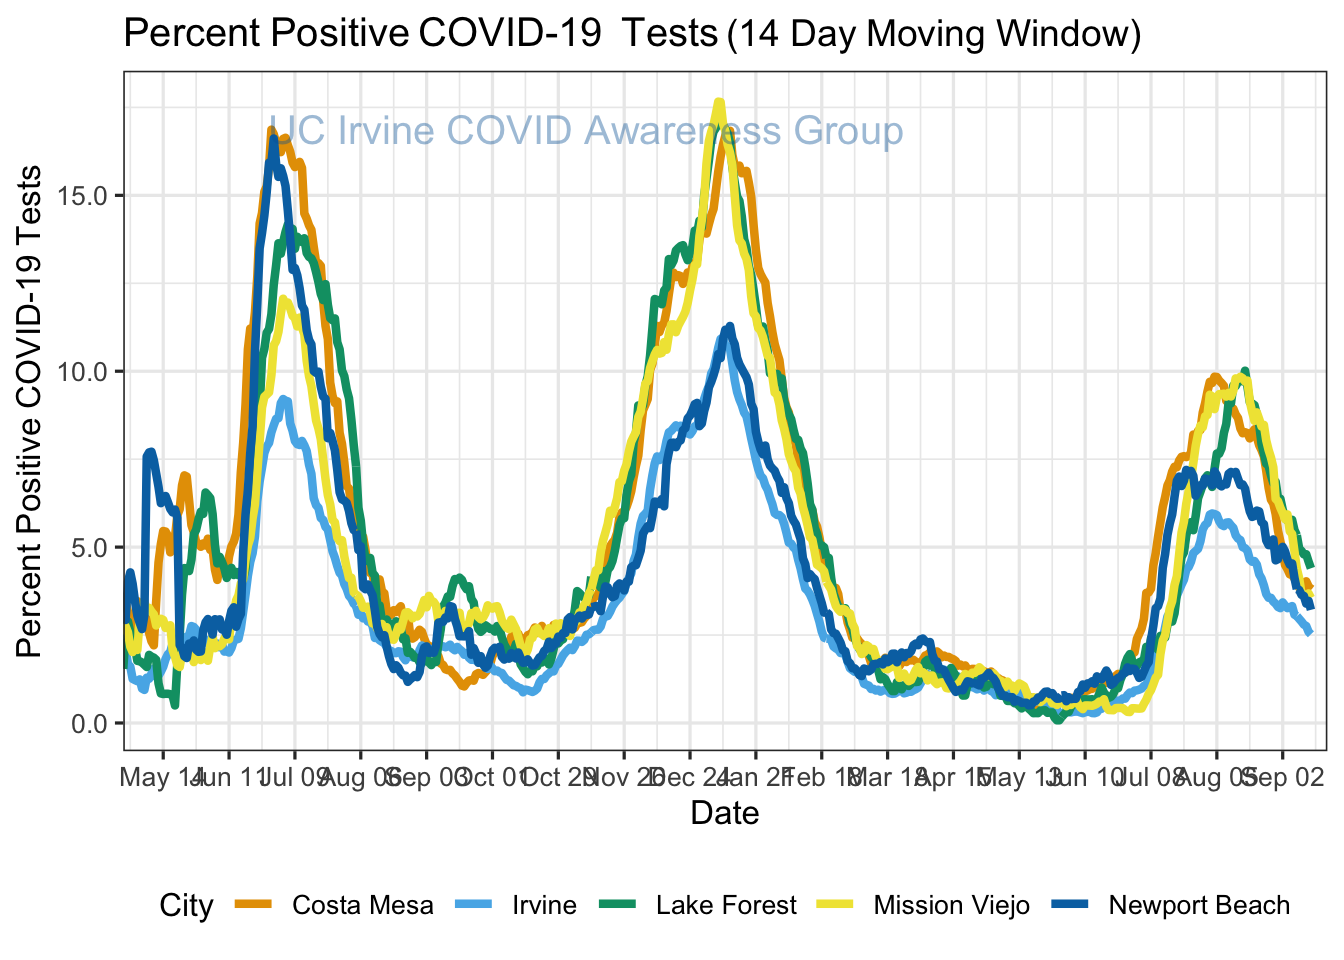 Percent Positive COVID-19 Tests (14 Day Moving Window)
UC Irvine COVID Awareness Group
Percent Positive COVID-19 Tests
15.0
10.0
5.0
0.0
May 14 Jun 11 Jul 09 Aug 06 Sep 03 Oct 01 Oct 29 Nov 26 Dec 24 Jan 21 Feb 18 Mar 18 Apr 15 May 13 Jun 10 Jul 08 Aug 05 Sep 02
Date
City Costa Mesa Irvine Lake Forest Mission Viejo Newport Beach